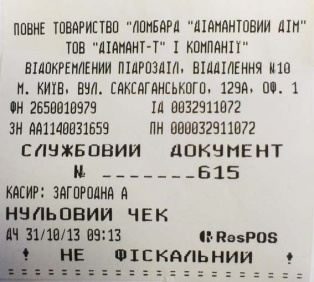 ПОВНЕ ТОВАРИСТВО "ЛОМБАРД "ДІАМАНТОВИЙ ДІМ"
ТОВ "ДІАМАНТ-Т" І КОМПАНІЇ"
ВІДОКРЕМЛЕНИЙ ПІДРОЗДІЛ, ВІДДІЛЕННЯ №10
М. КИЇВ, ВУЛ. САКСАГАНСЬКОГО, 129А, ОФ. 1
ФН 2650010979 ІД 0032911072
ЗН АА1140031659 ПН 000032911072
СЛУЖБОВИЙ ДОКУМЕНТ
№ _______615
КАСИР: ЗАГОРОДНА А
НУЛЬОВИЙ ЧЕК
ДЧ 31/10/13 09:13 ResPOS
! НЕ ФІСКАЛЬНИЙ !